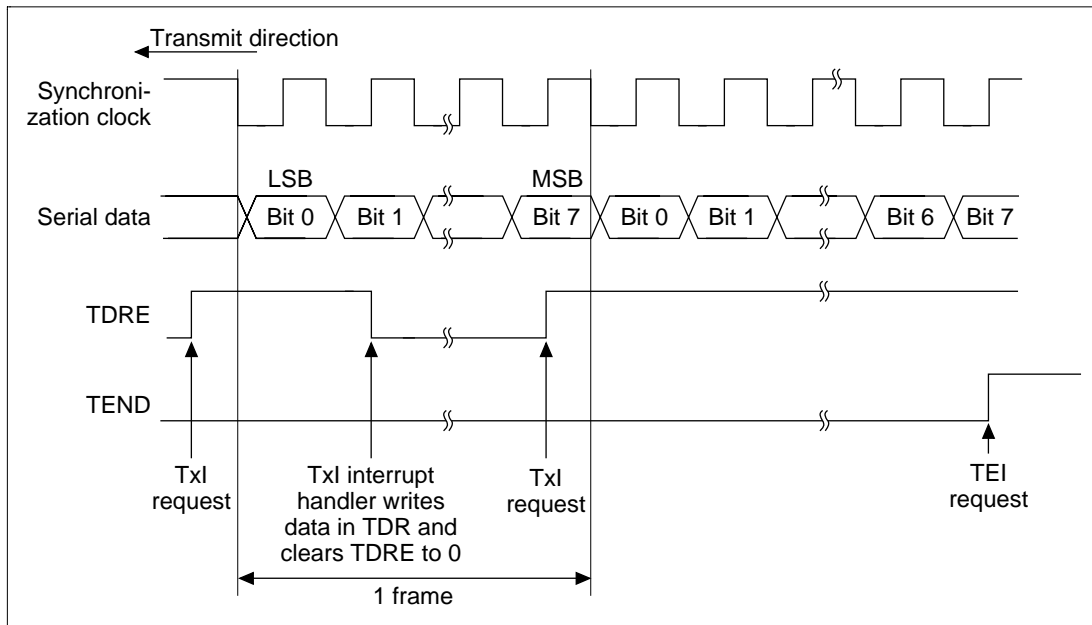 Transmit direction
Synchroni-
zation clock
LSB
MSB
Serial data
Bit 0
Bit 1
Bit 7
Bit 0
Bit 1
Bit 6
Bit 7
TDRE
TEND
TxI
request
TxI interrupt
handler writes
data in TDR and
clears TDRE to 0
TxI
request
TEI
request
1 frame